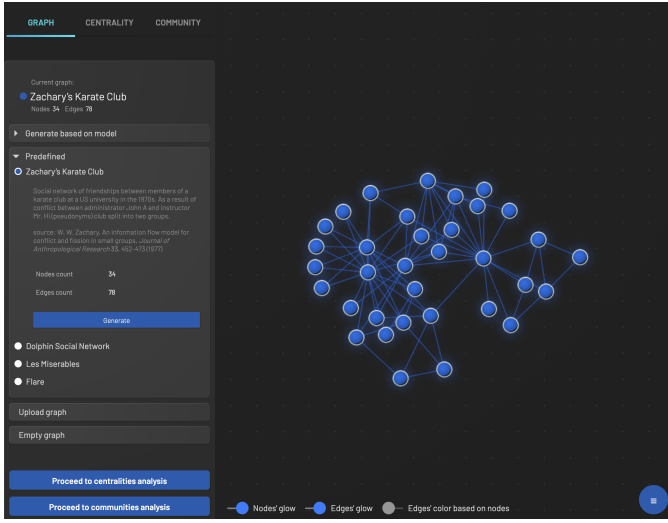 GRAPH CENTRALITY COMMUNITY
Current graph:
Zachary's Karate Club
Nodes 34 Edges 78
Generate based on model
Predefined
Zachary's Karate Club
Social network of friendships between members of a
karate club at a US university in the 1970s. As a result of
conflict between administrator John A and instructor
Mr. Hi (pseudonyms) club split into two groups.
source: W. W. Zachary, An information flow model for
conflict and fission in small groups, Journal of
Anthropological Research 33, 452-473 (1977)
Nodes count 34
Edges count 78
Generate
Dolphin Social Network
Les Miserables
Flare
Upload graph
Empty graph
Proceed to centralities analysis
Proceed to communities analysis
Nodes' glow Edges' glow Edges' color based on nodes